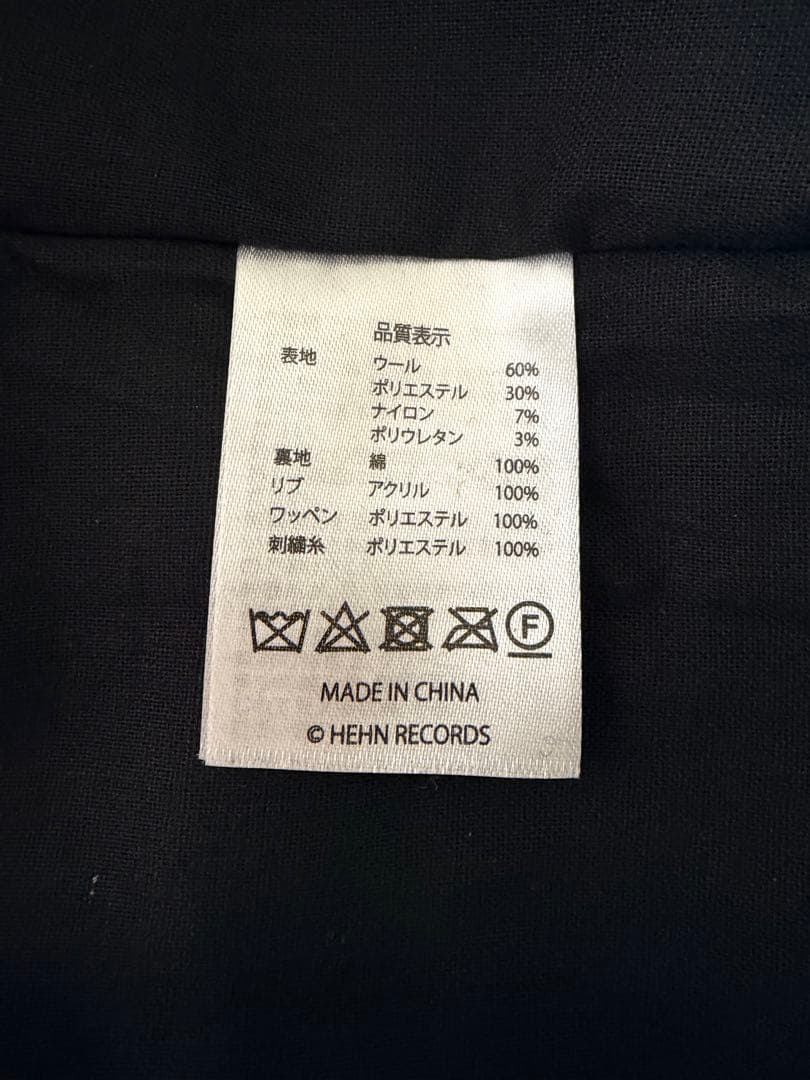 品質表示
表地 ウール 60%
ポリエステル 30%
ナイロン 7%
ポリウレタン 3%
裏地 綿 100%
リブ アクリル 100%
ワッペン ポリエステル 100%
刺繍糸 ポリエステル 100%
F
MADE IN CHINA
© HEHN RECORDS